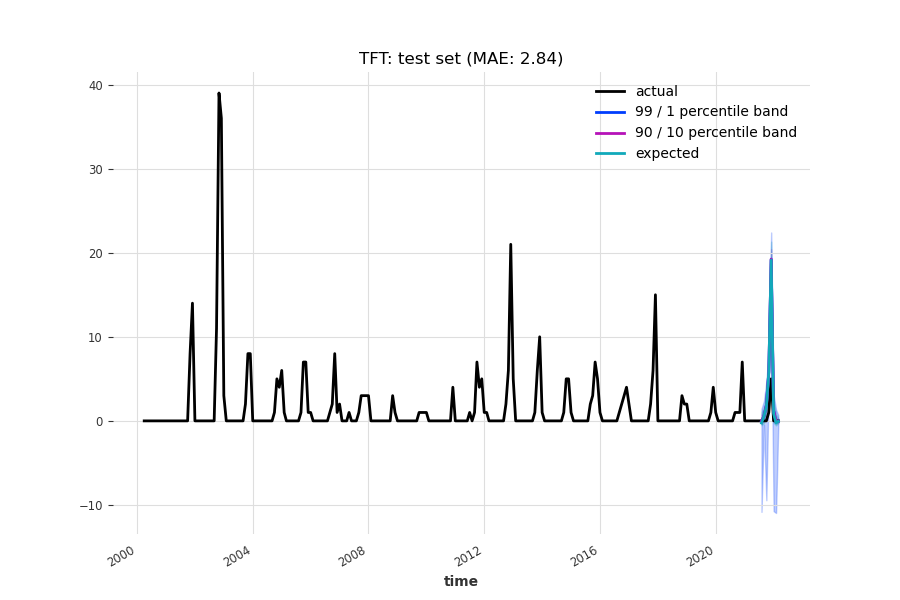 TFT: test set (MAE: 2.84)
actual
99 / 1 percentile band
90 / 10 percentile band
expected
40
30
20
10
0
−10
2000
2004
2008
2012
2016
2020
time